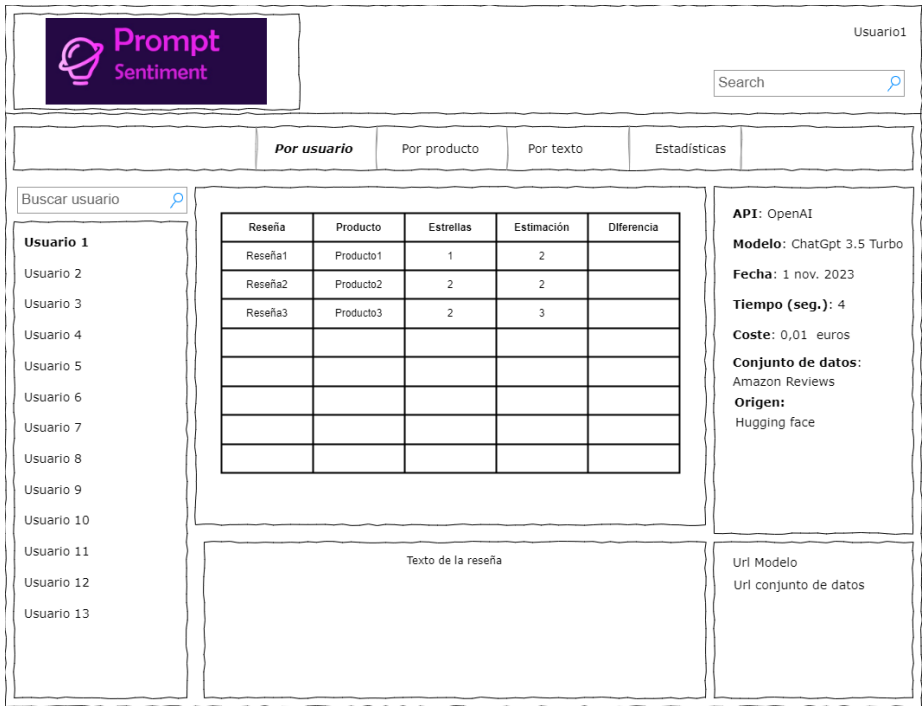 Prompt
Sentiment
Usuario1
Search
Por usuario Por producto Por texto Estadísticas
Buscar usuario
Usuario 1
Usuario 2
Usuario 3
Usuario 4
Usuario 5
Usuario 6
Usuario 7
Usuario 8
Usuario 9
Usuario 10
Usuario 11
Usuario 12
Usuario 13
Reseña Producto Estrellas Estimación DIferencia
Reseña1 Producto1 1 2
Reseña2 Producto2 2 2
Reseña3 Producto3 2 3
Texto de la reseña
API: OpenAI
Modelo: ChatGpt 3.5 Turbo
Fecha: 1 nov. 2023
Tiempo (seg.): 4
Coste: 0,01 euros
Conjunto de datos:
Amazon Reviews
Origen:
Hugging face
Url Modelo
Url conjunto de datos